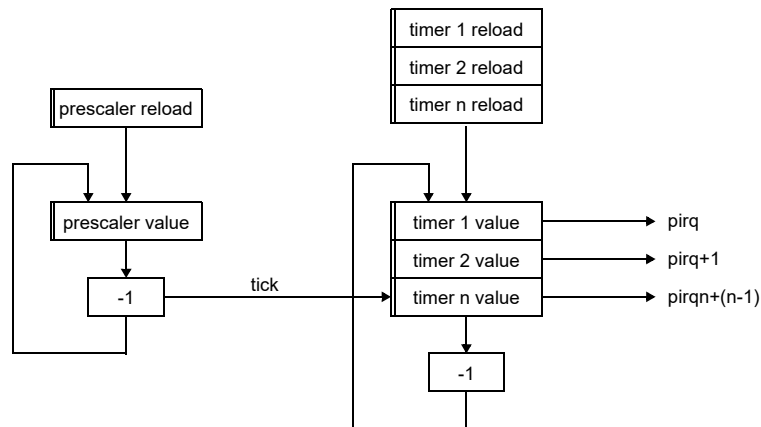 timer 1 reload
timer 2 reload
timer n reload
prescaler reload
prescaler value
-1
tick
timer 1 value
timer 2 value
timer n value
pirq
pirq+1
pirqn+(n-1)
-1